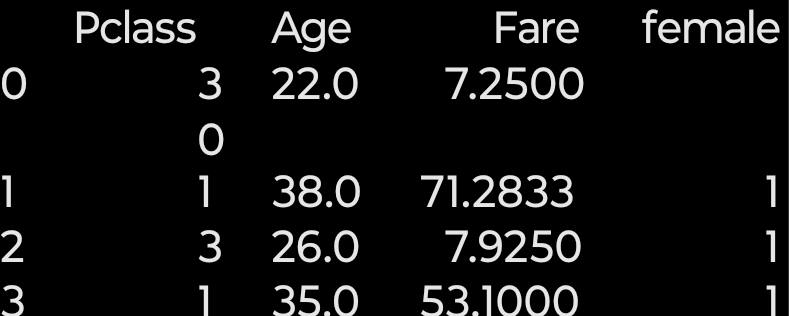 Pclass Age Fare female
0 3 22.0 7.2500
0
1 1 38.0 71.2833 1
2 3 26.0 7.9250 1
3 1 35.0 53.1000 1